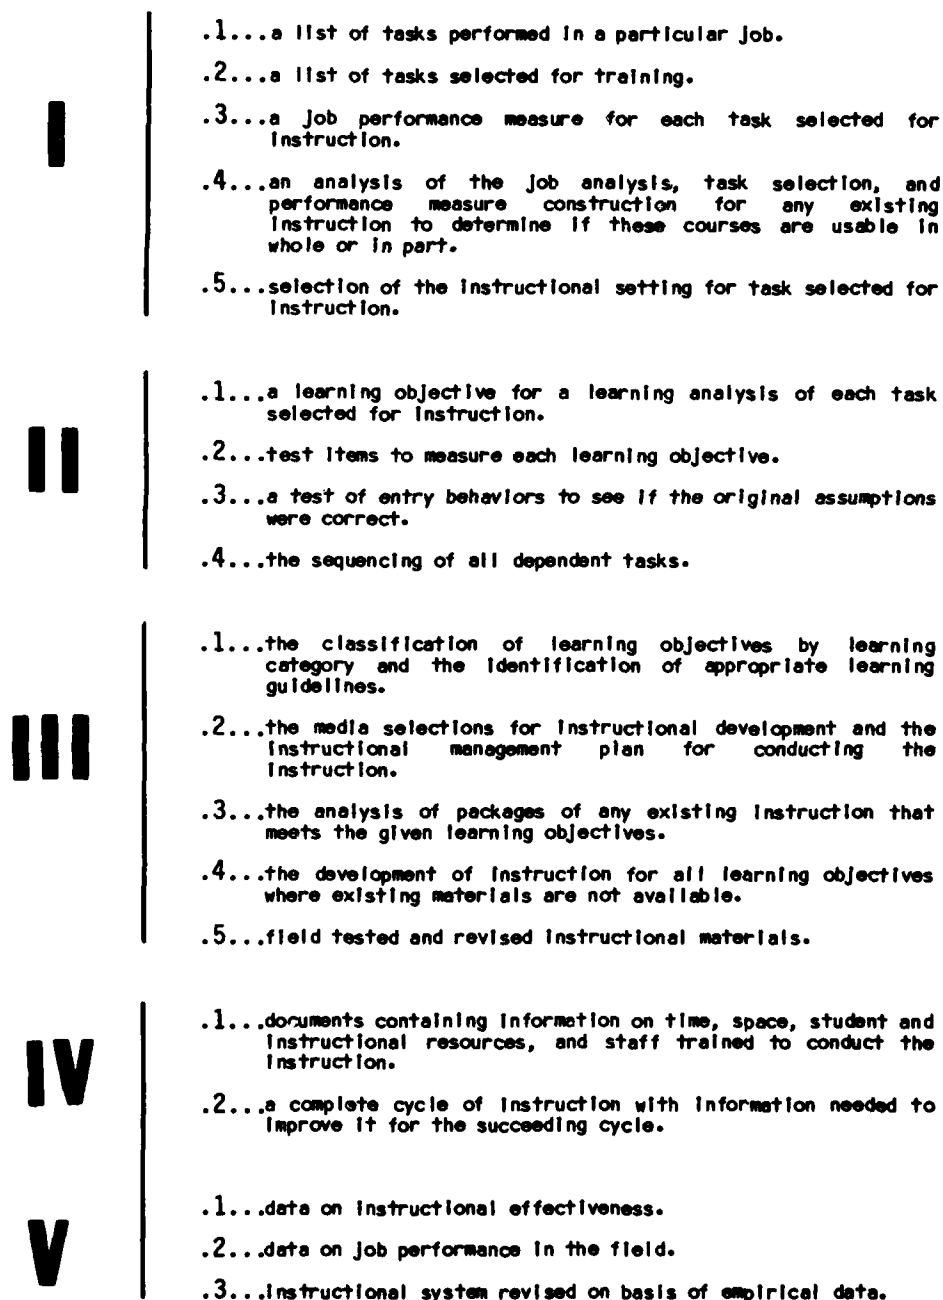 I
.1...a list of tasks performed in a particular job.
.2...a list of tasks selected for training.
.3...a job performance measure for each task selected for
instruction.
.4...an analysis of the job analysis, task selection, and
performance measure construction for any existing
instruction to determine if these courses are usable in
whole or in part.
.5...selection of the instructional setting for task selected for
instruction.
II
.1...a learning objective for a learning analysis of each task
selected for instruction.
.2...test items to measure each learning objective.
.3...a test of entry behaviors to see if the original assumptions
were correct.
.4...the sequencing of all dependent tasks.
III
.1...the classification of learning objectives by learning
category and the identification of appropriate learning
guidelines.
.2...the media selections for instructional development and the
instructional management plan for conducting the
instruction.
.3...the analysis of packages of any existing instruction that
meets the given learning objectives.
.4...the development of instruction for all learning objectives
where existing materials are not available.
.5...field tested and revised instructional materials.
IV
.1...documents containing information on time, space, student and
instructional resources, and staff trained to conduct the
instruction.
.2...a complete cycle of instruction with information needed to
improve it for the succeeding cycle.
V
.1...data on instructional effectiveness.
.2...data on job performance in the field.
.3...instructional system revised on basis of empirical data.